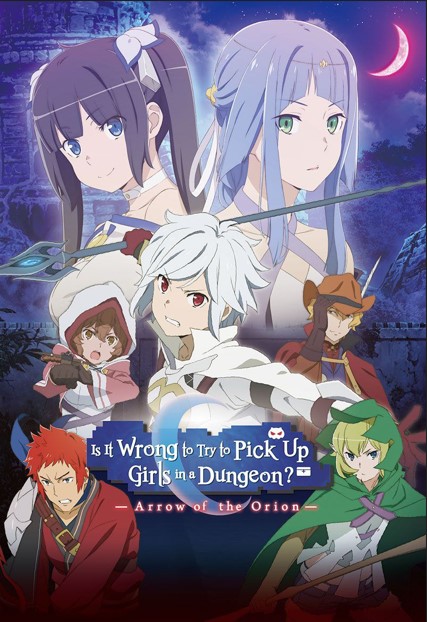 Is It Wrong to Try to Pick Up
Girls in a Dungeon?
— Arrow of the Orion —